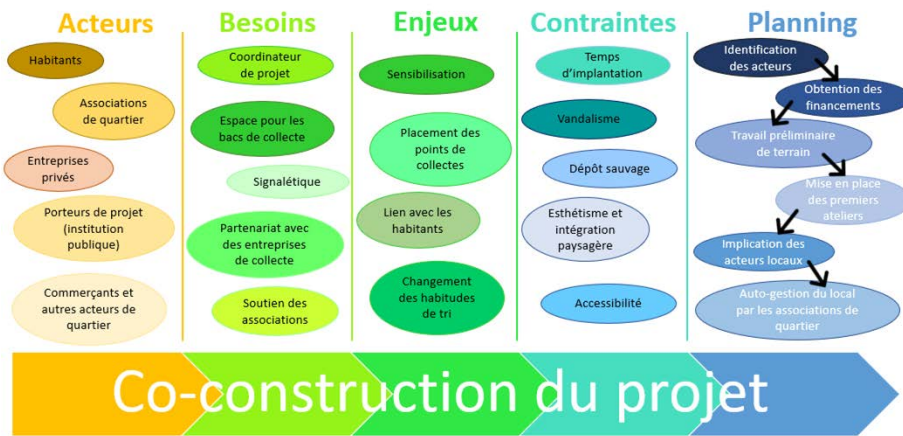 Acteurs
Habitants
Associations
de quartier
Entreprises
privés
Porteurs de projet
(institution
publique)
Commerçants et
autres acteurs de
quartier
Besoins
Coordinateur
de projet
Espace pour les
bacs de collecte
Signalétique
Partenariat avec
des entreprises
de collecte
Soutien des
associations
Enjeux
Sensibilisation
Placement des
points de
collectes
Lien avec les
habitants
Changement
des habitudes
de tri
Contraintes
Temps
d’implantation
Vandalisme
Dépôt sauvage
Esthétisme et
intégration
paysagère
Accessibilité
Planning
Identification
des acteurs
Obtention des
financements
Travail préliminaire
de terrain
Mise en place
des premiers
ateliers
Implication des
acteurs locaux
Auto-gestion du local
par les associations de
quartier
Co-construction du projet